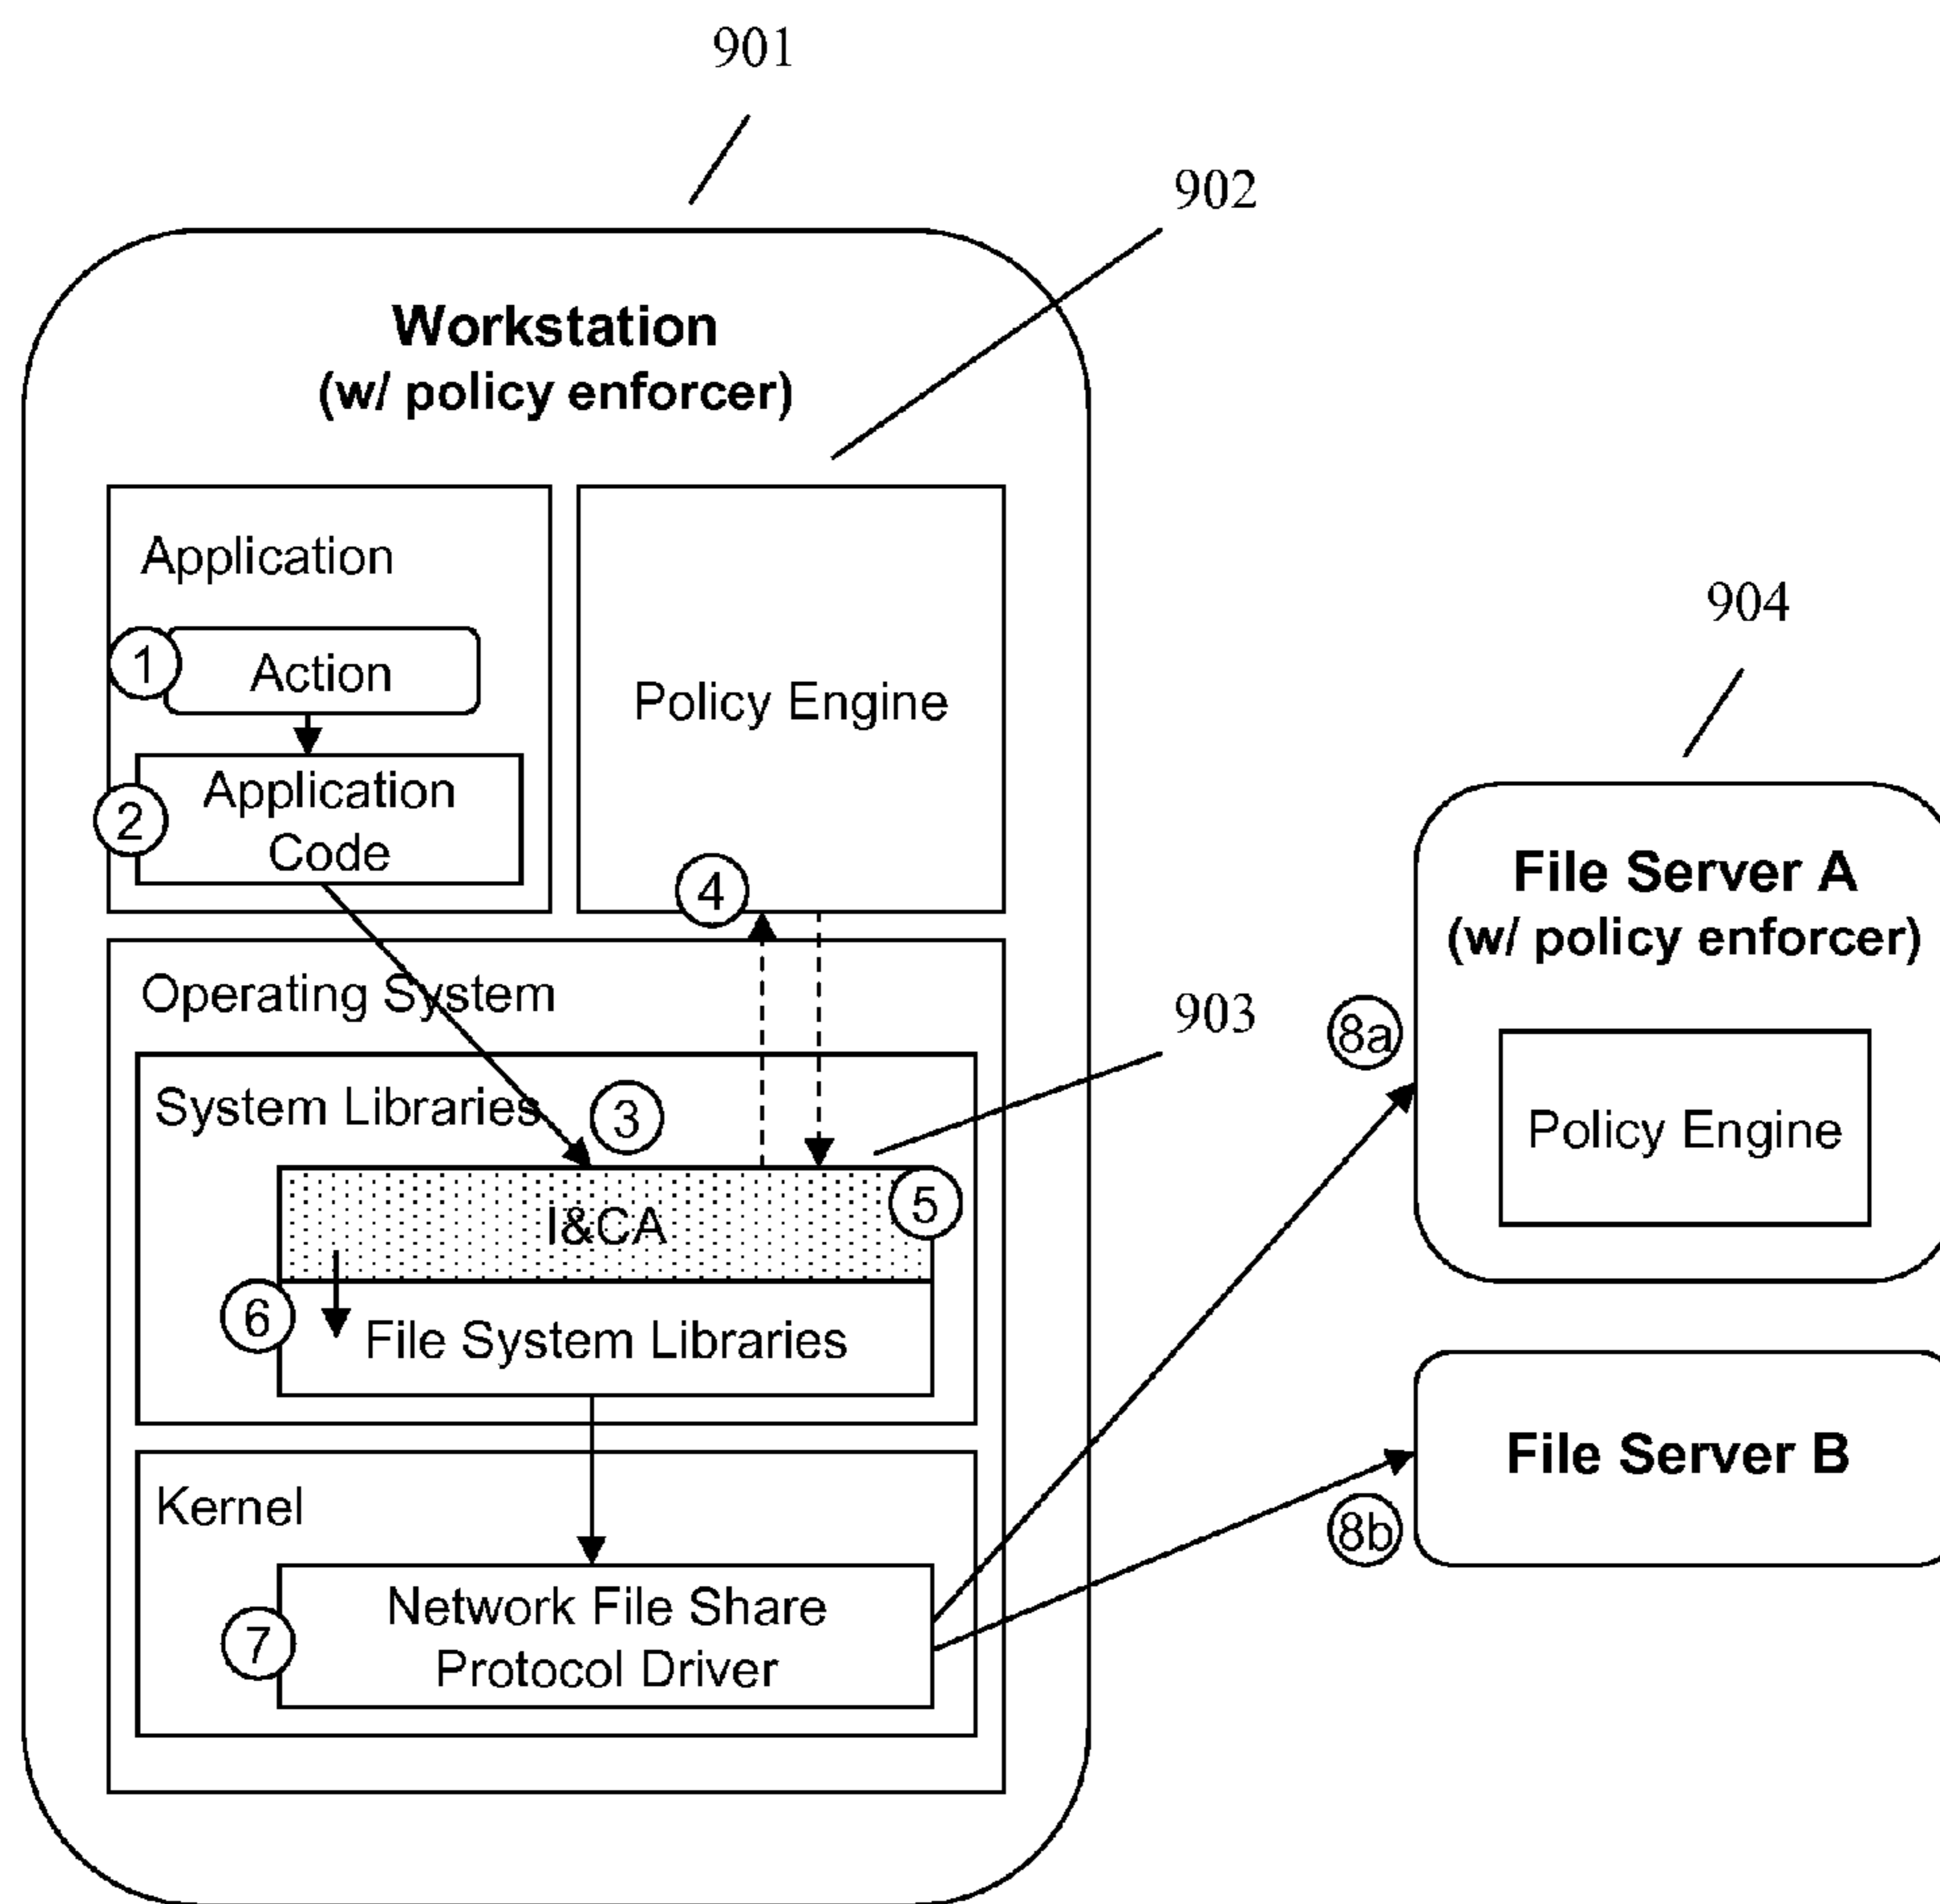 901
902
Workstation
(w/ policy enforcer)
Application
1
Action
2
Application
Code
Policy Engine
4
904
File Server A
(w/ policy enforcer)
8a
Policy Engine
Operating System
903
System Libraries
3
I&CA
5
6
File System Libraries
File Server B
8b
Kernel
7
Network File Share
Protocol Driver